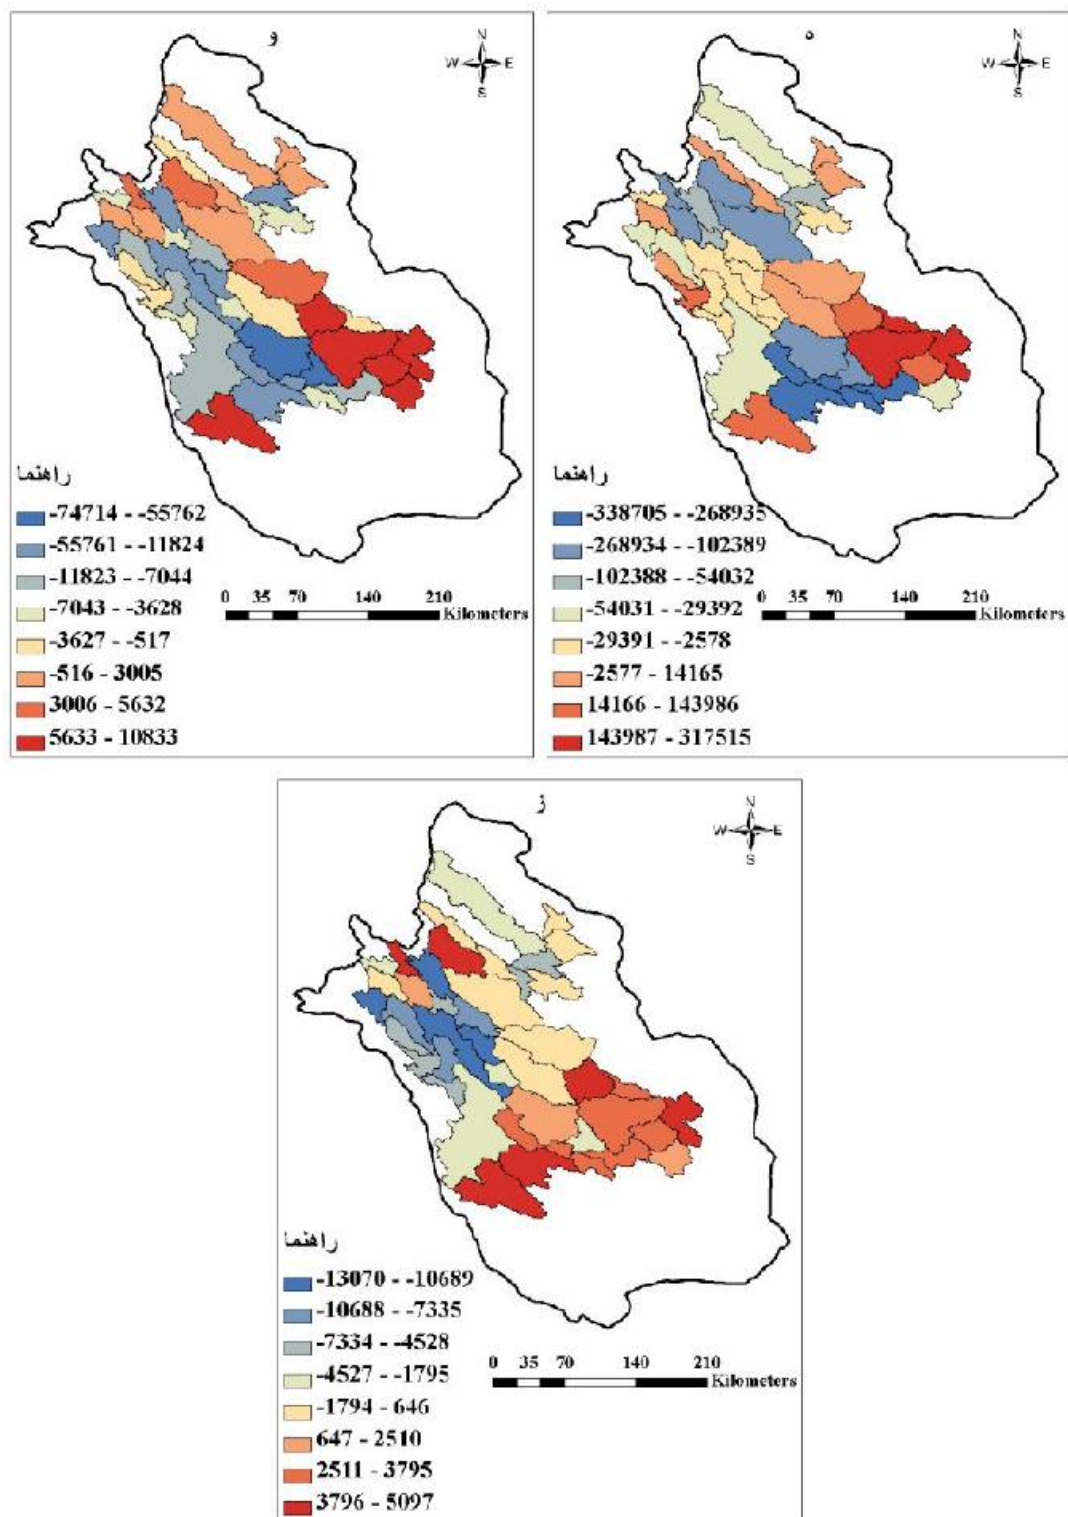 و
N
W E
S
راهنما
-74714 - -55762
-55761 - -11824
-11823 - -7044
-7043 - -3628
-3627 - -517
-516 - 3005
3006 - 5632
5633 - 10833
0 35 70 140 210
Kilometers
ه
N
W E
S
راهنما
-338705 - -268935
-268934 - -102389
-102388 - -54032
-54031 - -29392
-29391 - -2578
-2577 - 14165
14166 - 143986
143987 - 317515
0 35 70 140 210
Kilometers
ز
N
W E
S
راهنما
-13070 - -10689
-10688 - -7335
-7334 - -4528
-4527 - -1795
-1794 - 646
647 - 2510
2511 - 3795
3796 - 5097
0 35 70 140 210
Kilometers